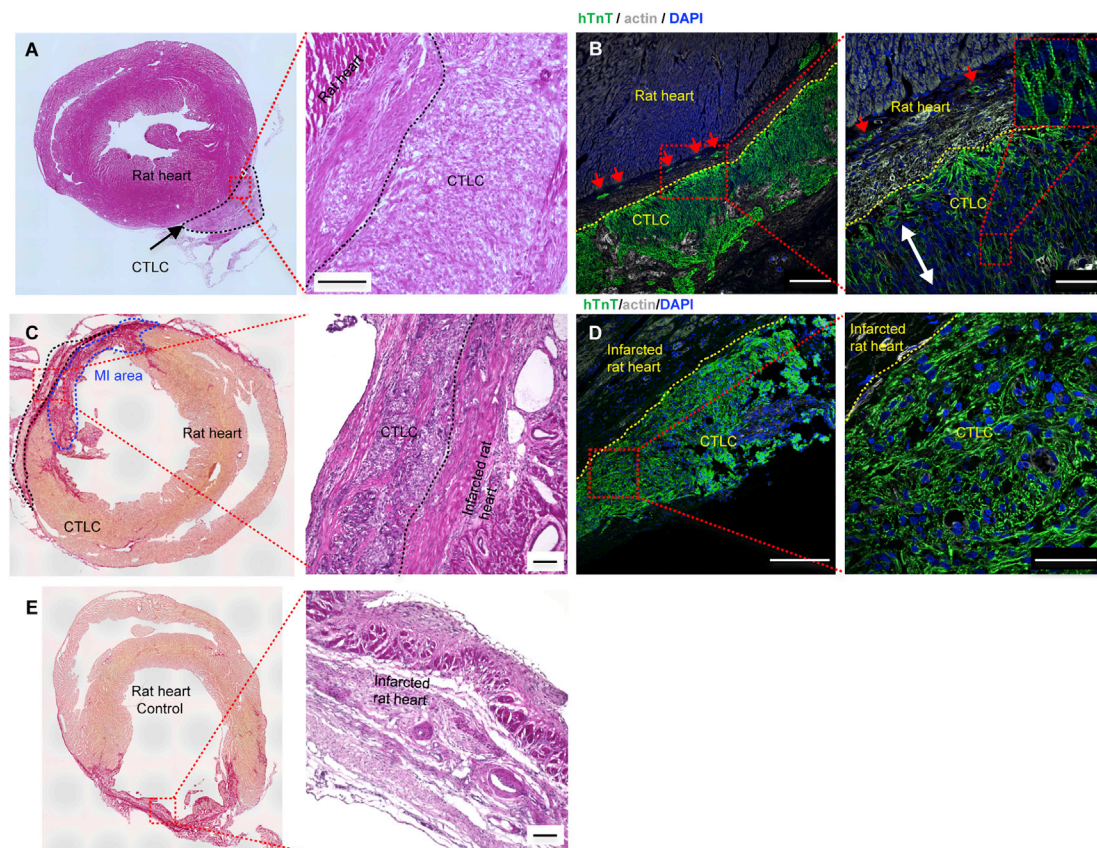 hTnT / actin / DAPI
A
Rat heart
CTLC
Rat heart
CTLC
B
Rat heart
CTLC
Rat heart
CTLC
C
MI area
Rat heart
CTLC
CTLC
Infarcted rat
heart
hTnT/actin/DAPI
D
Infarcted
rat heart
CTLC
Infarcted
rat heart
CTLC
E
Rat heart
Control
Infarcted
rat heart